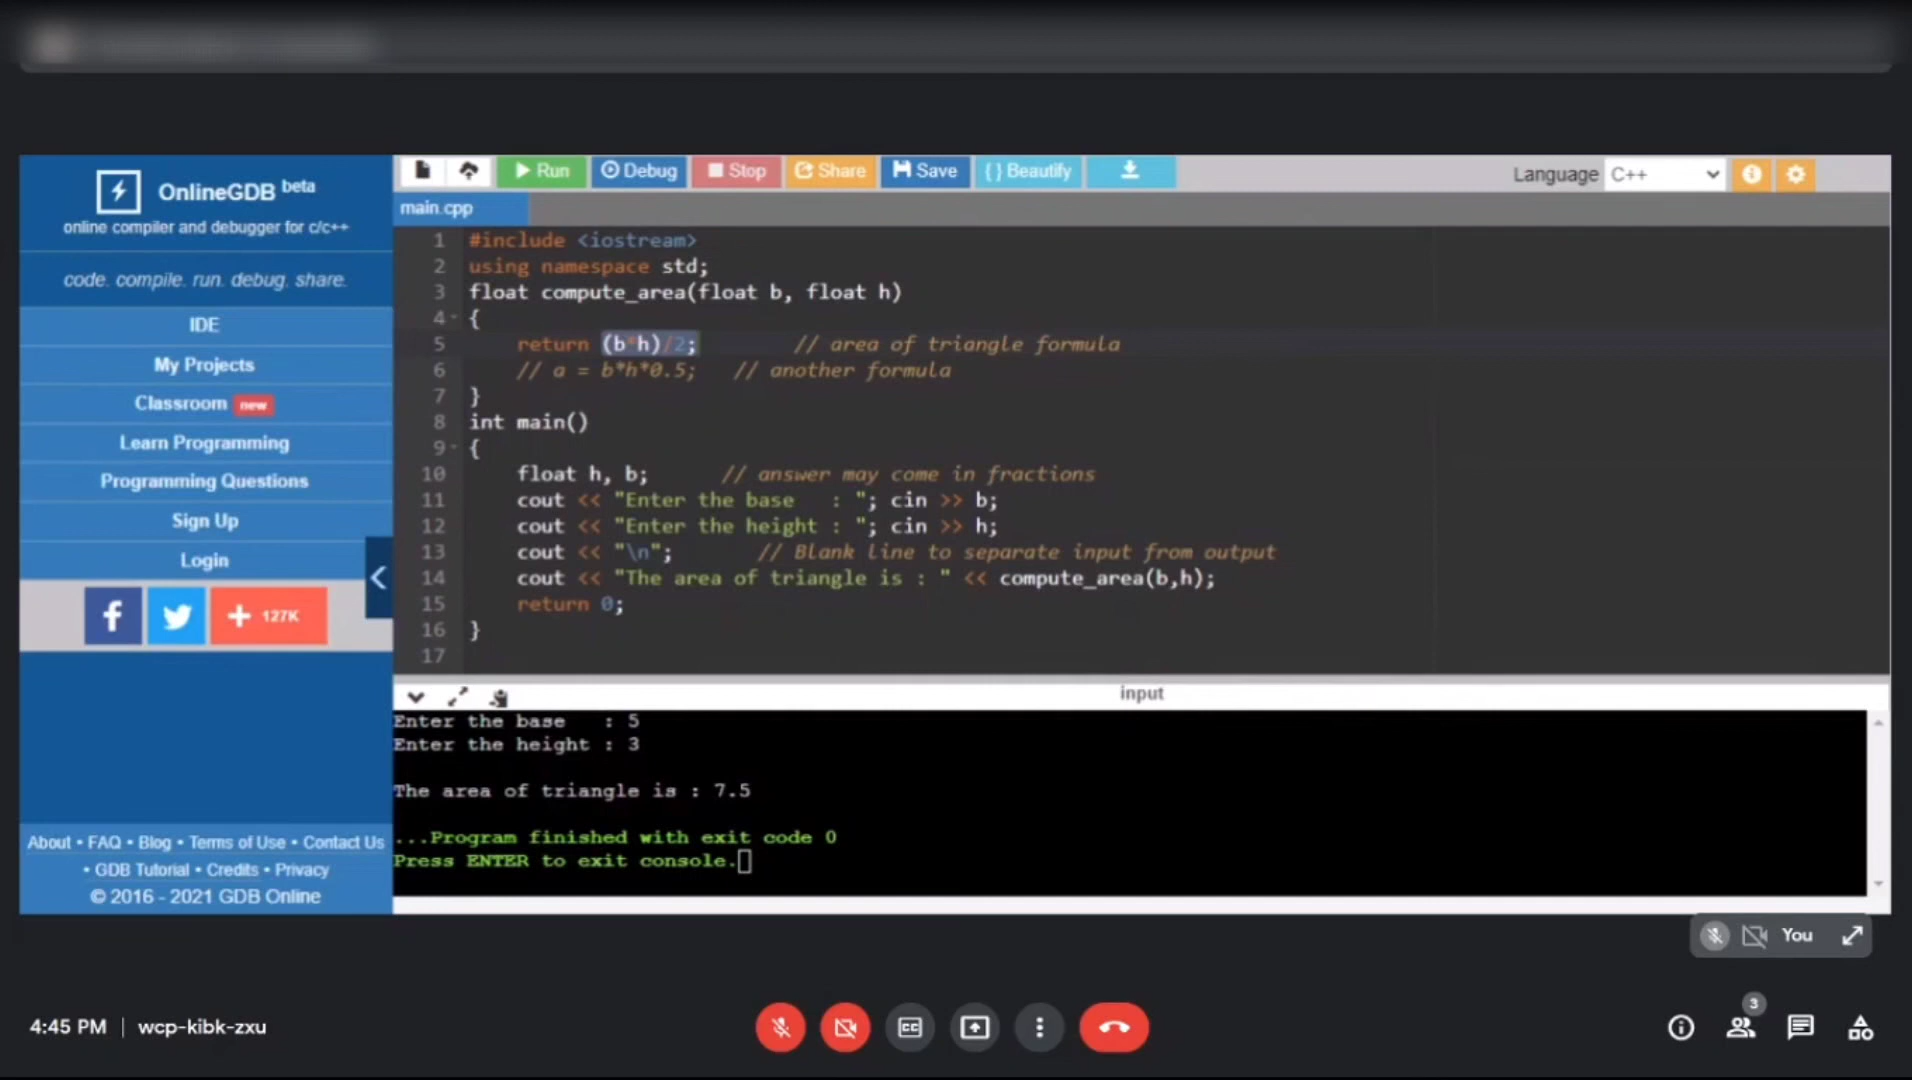 OnlineGDB beta
online compiler and debugger for c/c++
code. compile. run. debug. share.
IDE
My Projects
Classroom new
Learn Programming
Programming Questions
Sign Up
Login
127K
About • FAQ • Blog • Terms of Use • Contact Us
• GDB Tutorial • Credits • Privacy
© 2016 - 2021 GDB Online
Run Debug Stop Share Save { } Beautify
Language C++
main.cpp
1 #include <iostream>
2 using namespace std;
3 float compute_area(float b, float h)
4 {
5 return (b*h)/2; // area of triangle formula
6 // a = b*h*0.5; // another formula
7 }
8 int main()
9 {
10 float h, b; // answer may come in fractions
11 cout << "Enter the base   : "; cin >> b;
12 cout << "Enter the height : "; cin >> h;
13 cout << "\n"; // Blank line to separate input from output
14 cout << "The area of triangle is : " << compute_area(b,h);
15 return 0;
16 }
17
input
Enter the base   : 5
Enter the height : 3
The area of triangle is : 7.5
...Program finished with exit code 0
Press ENTER to exit console.
You
4:45 PM | wcp-kibk-zxu
CC
3